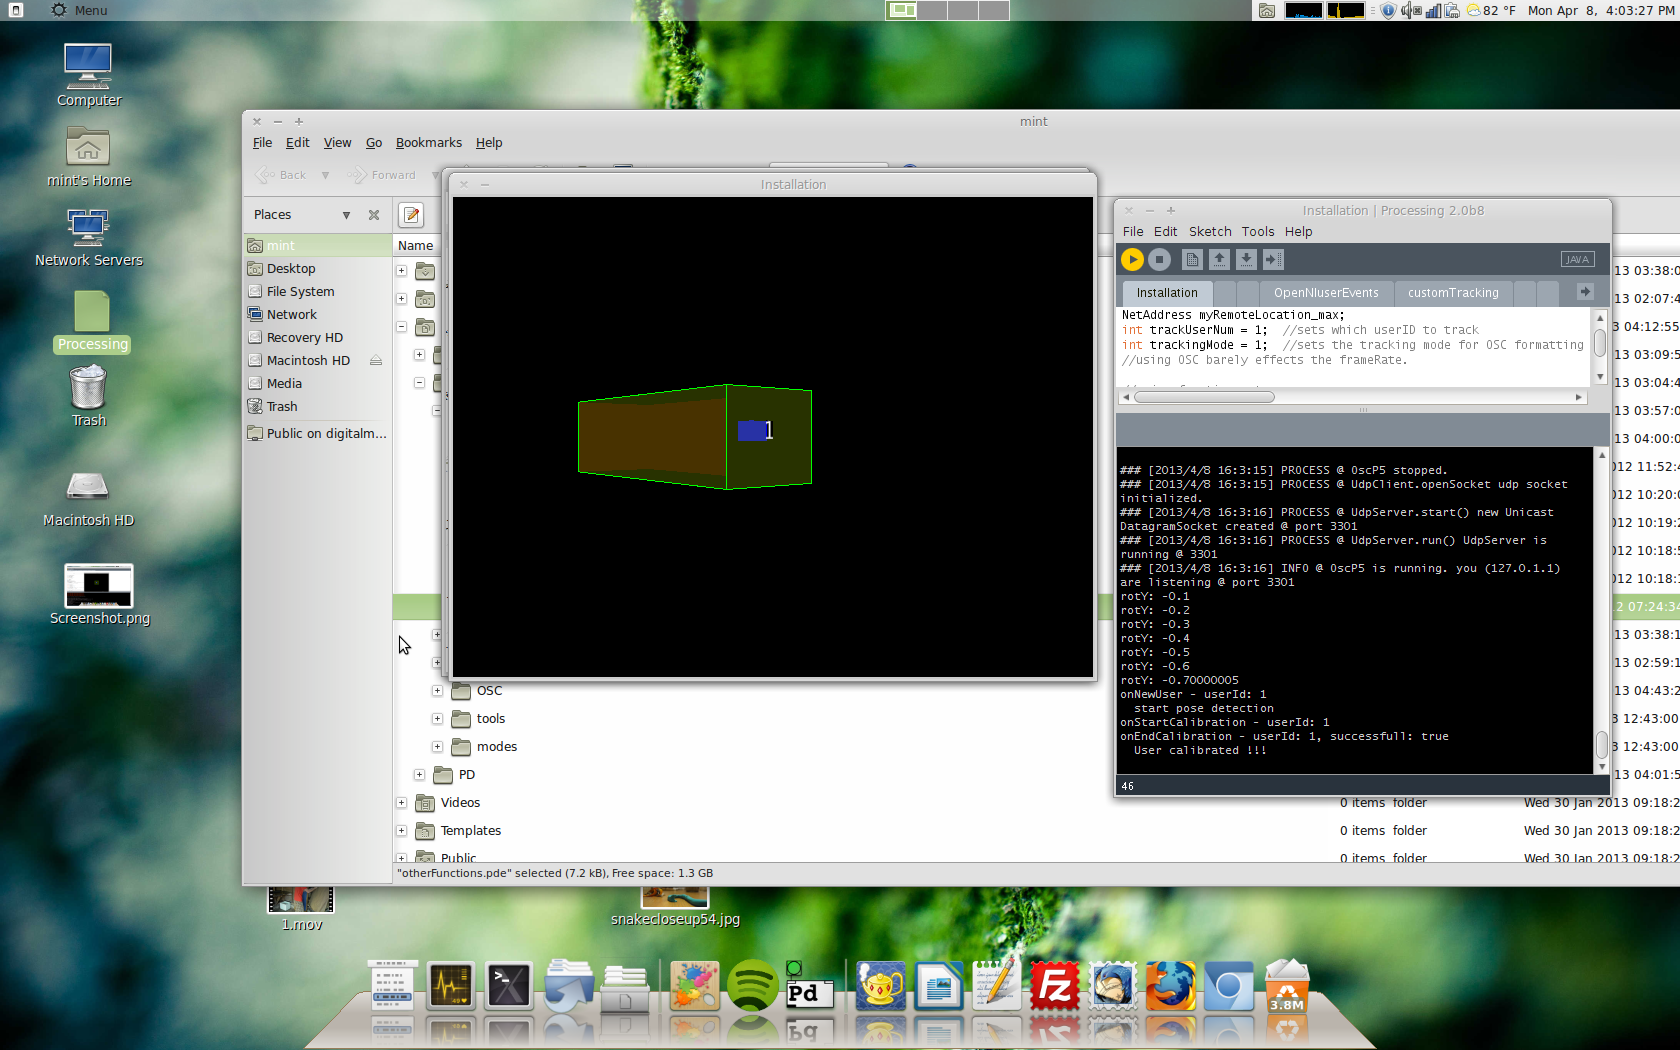 Menu
82 °F
Mon Apr 8, 4:03:27 PM
Computer
mint's Home
Network Servers
Processing
Trash
Macintosh HD
Screenshot.png
mint
File Edit View Go Bookmarks Help
Back Forward
Places
mint
Desktop
File System
Network
Recovery HD
Macintosh HD
Media
Trash
Public on digitalm...
Name
OSC
tools
modes
PD
Videos
Templates
Public
13 03:38:0
13 02:07:4
3 04:12:55
13 03:09:5
13 03:04:4
13 03:57:0
13 04:00:0
012 11:52:4
012 10:20:0
012 10:19:2
012 10:18:5
012 10:18:1
2 07:24:34
13 03:38:1
13 02:59:1
13 04:43:2
13 12:43:00
13 12:43:00
13 04:01:5
0 items folder Wed 30 Jan 2013 09:18:2
0 items folder Wed 30 Jan 2013 09:18:2
0 items folder Wed 30 Jan 2013 09:18:2
"otherFunctions.pde" selected (7.2 kB), Free space: 1.3 GB
Installation
1
Installation | Processing 2.0b8
File Edit Sketch Tools Help
JAVA
Installation OpenNIuserEvents customTracking
NetAddress myRemoteLocation_max;
int trackUserNum = 1; //sets which userID to track
int trackingMode = 1; //sets the tracking mode for OSC formatting
//using OSC barely effects the frameRate.
### [2013/4/8 16:3:15] PROCESS @ OscP5 stopped.
### [2013/4/8 16:3:15] PROCESS @ UdpClient.openSocket udp socket
initialized.
### [2013/4/8 16:3:16] PROCESS @ UdpServer.start() new Unicast
DatagramSocket created @ port 3301
### [2013/4/8 16:3:16] PROCESS @ UdpServer.run() UdpServer is
running @ 3301
### [2013/4/8 16:3:16] INFO @ OscP5 is running. you (127.0.1.1)
are listening @ port 3301
rotY: -0.1
rotY: -0.2
rotY: -0.3
rotY: -0.4
rotY: -0.5
rotY: -0.6
rotY: -0.70000005
onNewUser - userId: 1
start pose detection
onStartCalibration - userId: 1
onEndCalibration - userId: 1, successfull: true
User calibrated !!!
46
1.mov
snakecloseup54.jpg
Pd
FZ
3.8M